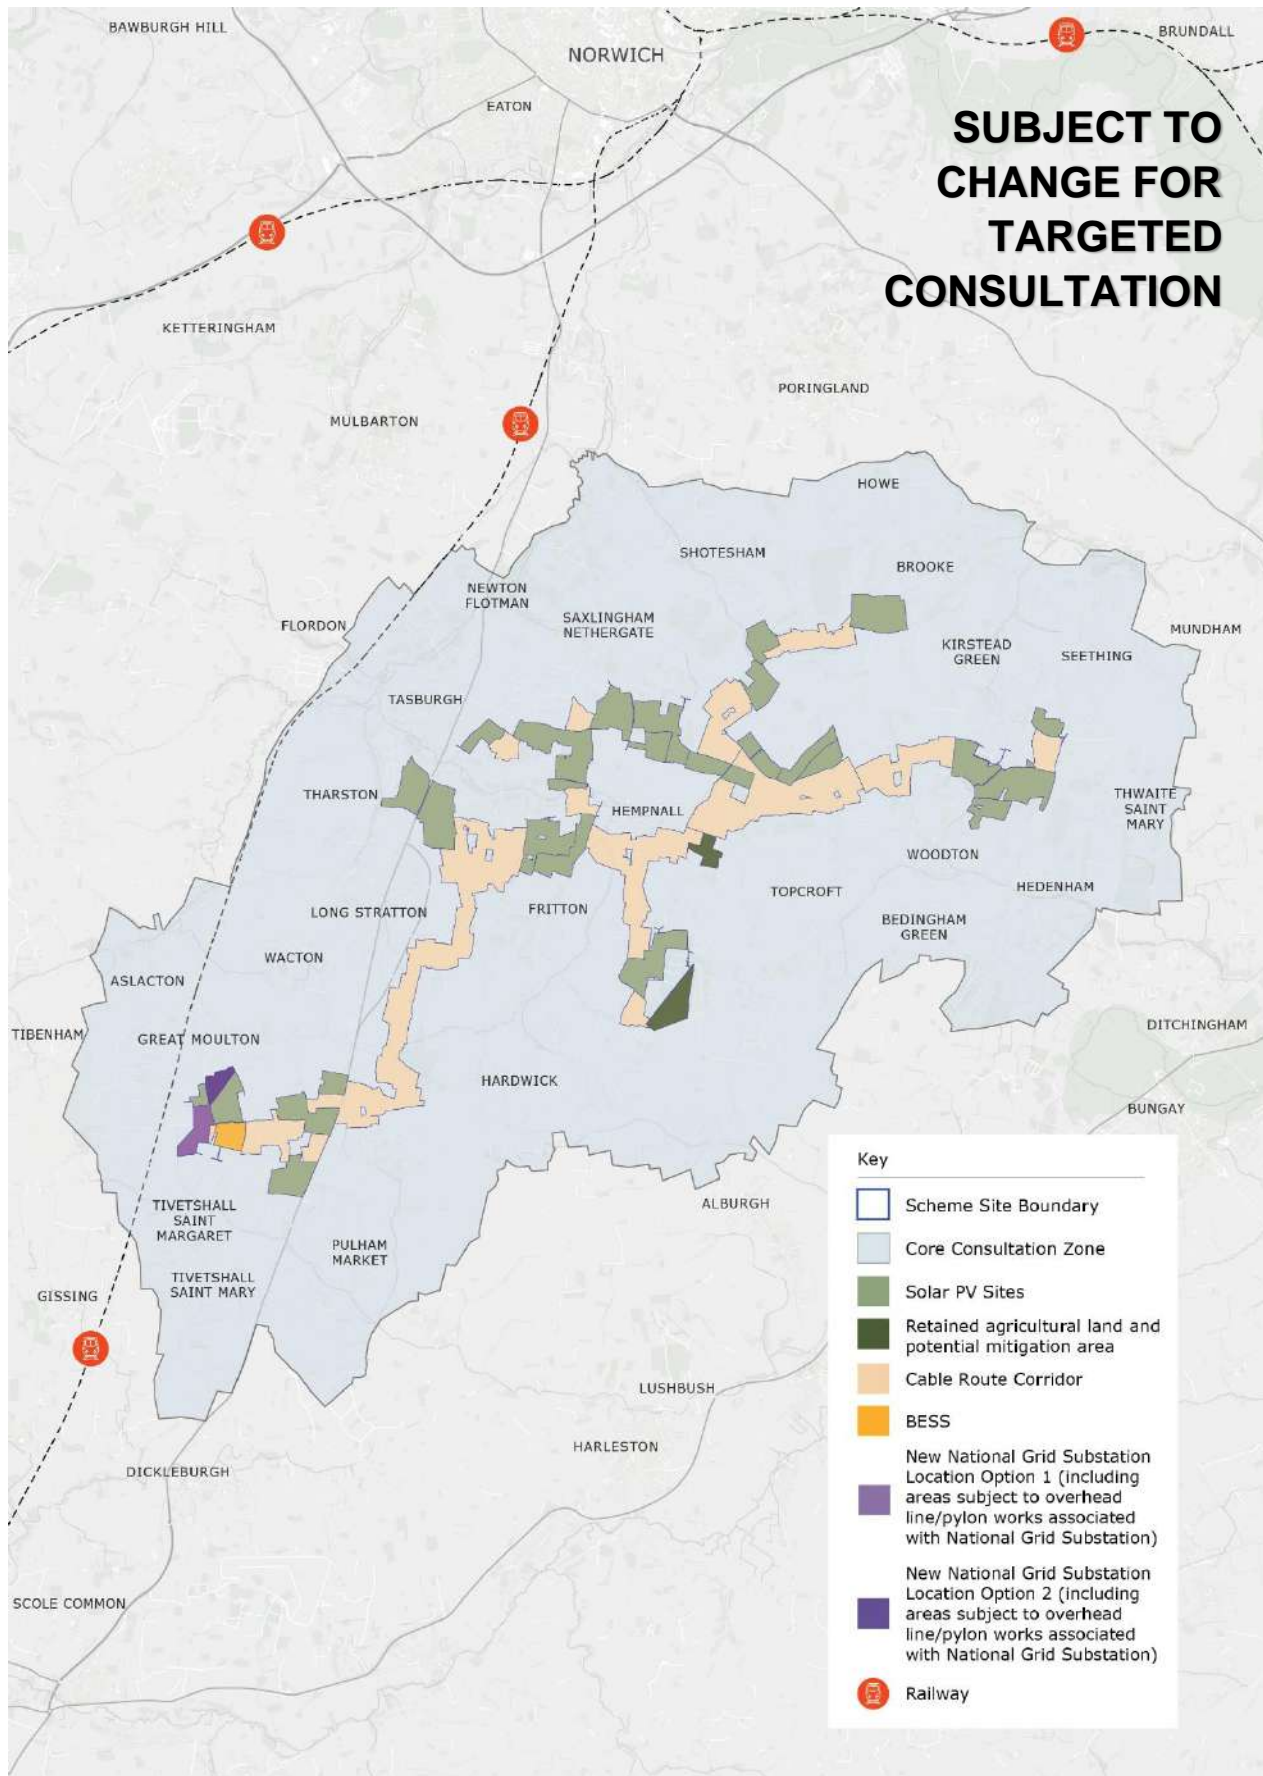 BAWBURGH HILL
NORWICH
BRUNDALL
EATON
SUBJECT TO
CHANGE FOR
TARGETED
CONSULTATION
KETTERINGHAM
MULBARTON
PORINGLAND
HOWE
SHOTESHAM
BROOKE
NEWTON
FLOTMAN
SAXLINGHAM
NETHERGATE
FLORDON
KIRSTEAD
GREEN
SEETHING
MUNDHAM
TASBURGH
THARSTON
HEMPNALL
THWAITE
SAINT
MARY
WOODTON
HEDENHAM
TOPCROFT
BEDINGHAM
GREEN
LONG STRATTON
FRITTON
WACTON
ASLACTON
TIBENHAM
GREAT MOULTON
DITCHINGHAM
HARDWICK
BUNGAY
ALBURGH
TIVETSHALL
SAINT
MARGARET
PULHAM
MARKET
TIVETSHALL
SAINT MARY
GISSING
LUSHBUSH
HARLESTON
DICKLEBURGH
SCOLE COMMON
Key
Scheme Site Boundary
Core Consultation Zone
Solar PV Sites
Retained agricultural land and
potential mitigation area
Cable Route Corridor
BESS
New National Grid Substation
Location Option 1 (including
areas subject to overhead
line/pylon works associated
with National Grid Substation)
New National Grid Substation
Location Option 2 (including
areas subject to overhead
line/pylon works associated
with National Grid Substation)
Railway